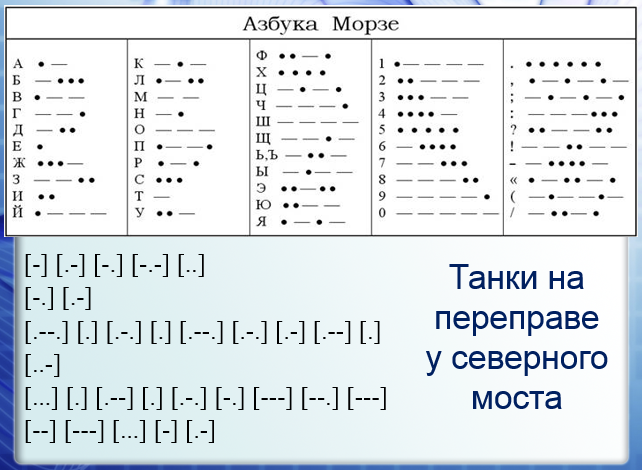 Азбука Морзе
А • —
Б — • • •
В • — —
Г — — •
Д — • •
Е •
Ж • • • —
З — — • •
И • •
Й • — — —
К — • —
Л • — • •
М — —
Н — •
О — — —
П • — — •
Р • — •
С • • •
Т —
У • • —
Ф • • — •
Х • • • •
Ц — • — •
Ч — — — •
Ш — — — —
Щ — — • —
Ь,Ъ — • • —
Ы — • — —
Э • • — • •
Ю • • — —
Я • — • —
1 • — — — —
2 • • — — —
3 • • • — —
4 • • • • —
5 • • • • •
6 — • • • •
7 — — • • •
8 — — — • •
9 — — — — •
0 — — — — —
. • • • • • •
, • — • — • —
; — • — • — •
: — — — • • •
? • • — — • •
! — — • • — —
– — • • • • —
« • — • • — •
( — • — — • —
/ — • • — •
[-] [.-] [-.] [-.-] [..]
[-.] [.-]
[.--.] [.] [.-.] [.] [.--.] [.-.] [.-] [.--] [.]
[..-]
[...] [.] [.--] [.] [.-.] [-.] [---] [--.] [---]
[--] [---] [...] [-] [.-]
Танки на
переправе
у северного
моста